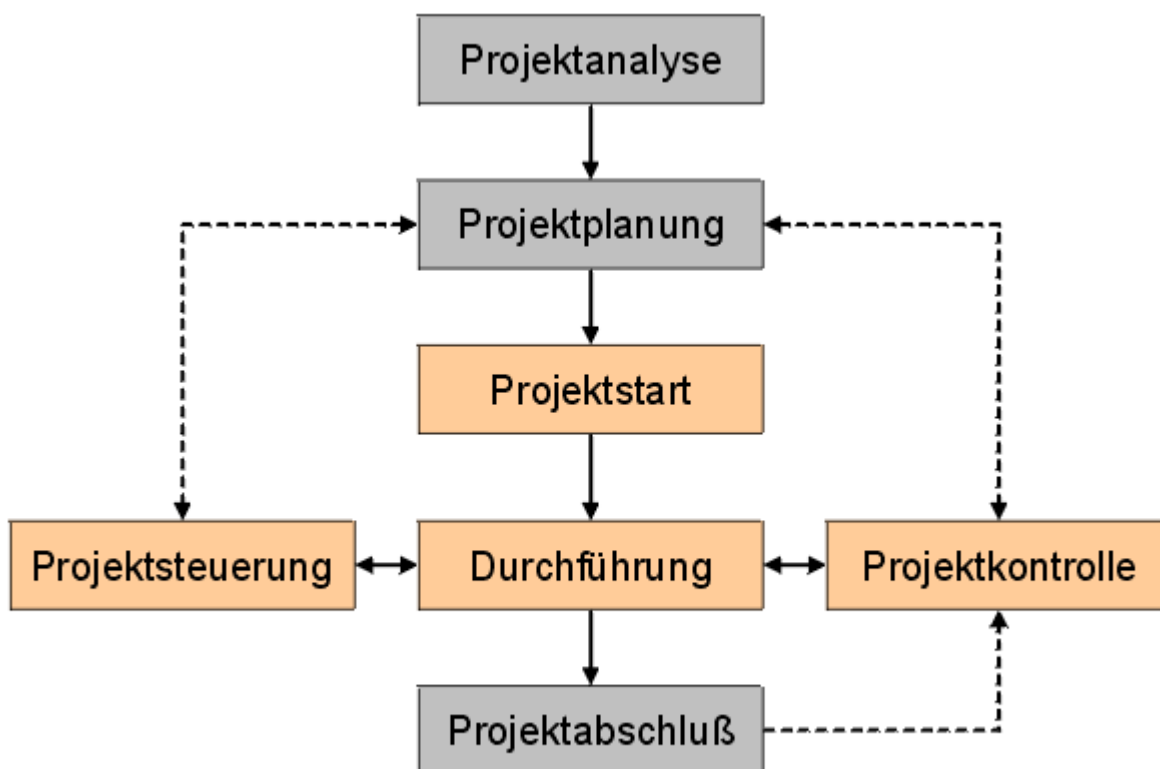 Projektanalyse
Projektplanung
Projektstart
Projektsteuerung
Durchführung
Projektkontrolle
Projektabschluß